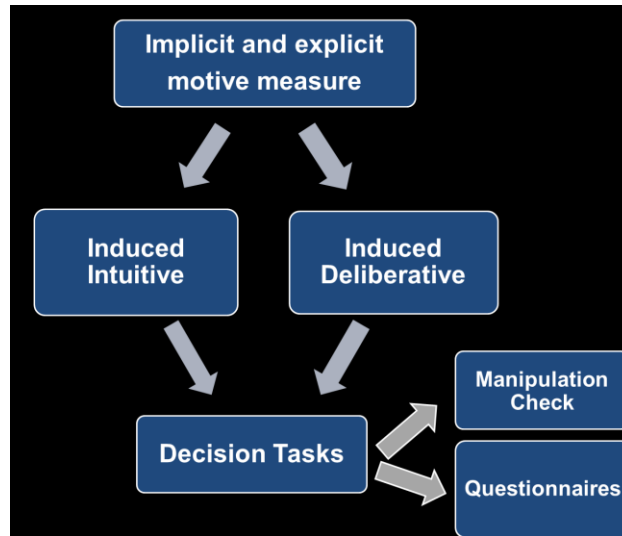 Implicit and explicit
motive measure
Induced
Intuitive
Induced
Deliberative
Decision Tasks
Manipulation
Check
Questionnaires